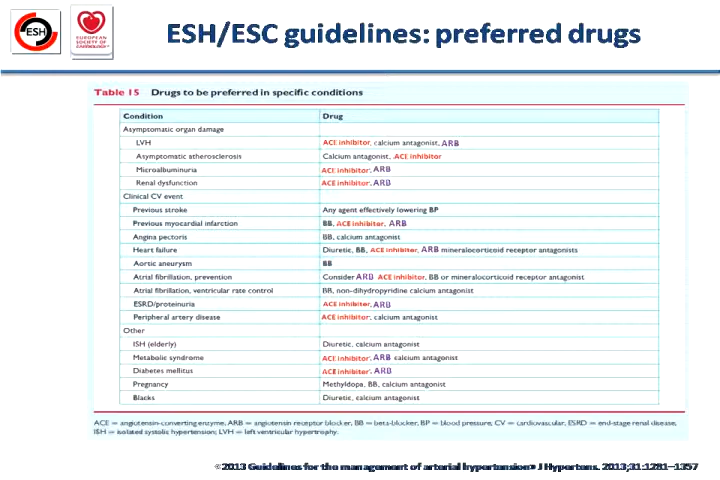 ESH
EUROPEAN
SOCIETY OF
CARDIOLOGY
ESH/ESC guidelines: preferred drugs
Table 15 Drugs to be preferred in specific conditions
Condition Drug
Asymptomatic organ damage
LVH ACE inhibitor, calcium antagonist, ARB
Asymptomatic atherosclerosis Calcium antagonist, ACE inhibitor
Microalbuminuria ACE inhibitor, ARB
Renal dysfunction ACE inhibitor, ARB
Clinical CV event
Previous stroke Any agent effectively lowering BP
Previous myocardial infarction BB, ACE inhibitor, ARB
Angina pectoris BB, calcium antagonist
Heart failure Diuretic, BB, ACE inhibitor, ARB mineralocorticoid receptor antagonists
Aortic aneurysm BB
Atrial fibrillation, prevention Consider ARB ACE inhibitor, BB or mineralocorticoid receptor antagonist
Atrial fibrillation, ventricular rate control BB, non-dihydropyridine calcium antagonist
ESRD/proteinuria ACE inhibitor, ARB
Peripheral artery disease ACE inhibitor, calcium antagonist
Other
ISH (elderly) Diuretic, calcium antagonist
Metabolic syndrome ACE inhibitor, ARB calcium antagonist
Diabetes mellitus ACE inhibitor, ARB
Pregnancy Methyldopa, BB, calcium antagonist
Blacks Diuretic, calcium antagonist
ACE = angiotensin-converting enzyme, ARB = angiotensin receptor blocker, BB = beta-blocker, BP = blood pressure, CV = cardiovascular, ESRD = end-stage renal disease,
ISH = isolated systolic hypertension; LVH = left ventricular hypertrophy.
«2013 Guidelines for the management of arterial hypertension» J Hypertens. 2013;31:1281–1357